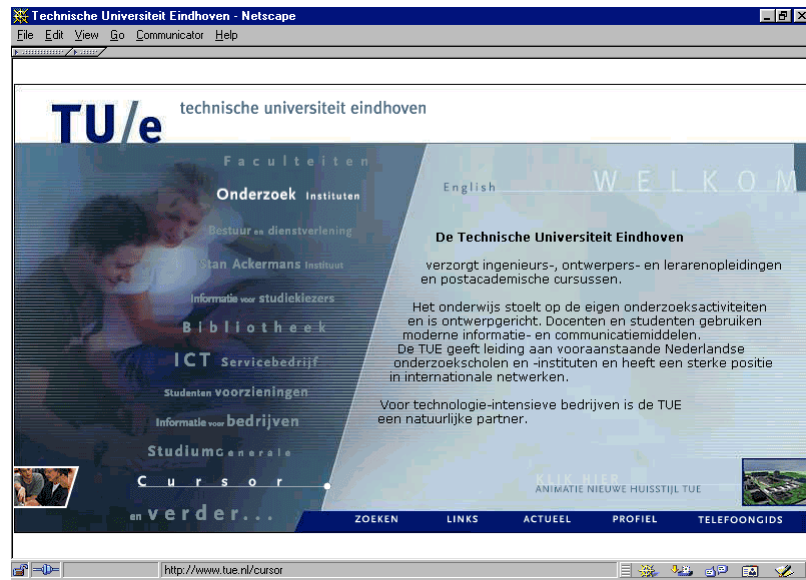 Technische Universiteit Eindhoven - Netscape
File Edit View Go Communicator Help
TU/e technische universiteit eindhoven
Faculteiten
Onderzoek Instituten
Bestuur en dienstverlening
Stan Ackermans Instituut
Informatie voor studiekiezers
Bibliotheek
ICT Servicebedrijf
Studenten voorzieningen
Informatie voor bedrijven
Studium Generale
Cursor
en verder...
English
WELKOM
De Technische Universiteit Eindhoven
verzorgt ingenieurs-, ontwerpers- en lerarenopleidingen
en postacademische cursussen.
Het onderwijs stoelt op de eigen onderzoeksactiviteiten
en is ontwerpgericht. Docenten en studenten gebruiken
moderne informatie- en communicatiemiddelen.
De TUE geeft leiding aan vooraanstaande Nederlandse
onderzoekscholen en -instituten en heeft een sterke positie
in internationale netwerken.
Voor technologie-intensieve bedrijven is de TUE
een natuurlijke partner.
KLIK HIER
ANIMATIE NIEUWE HUISSTIJL TUE
ZOEKEN LINKS ACTUEEL PROFIEL TELEFOONGIDS
http://www.tue.nl/cursor